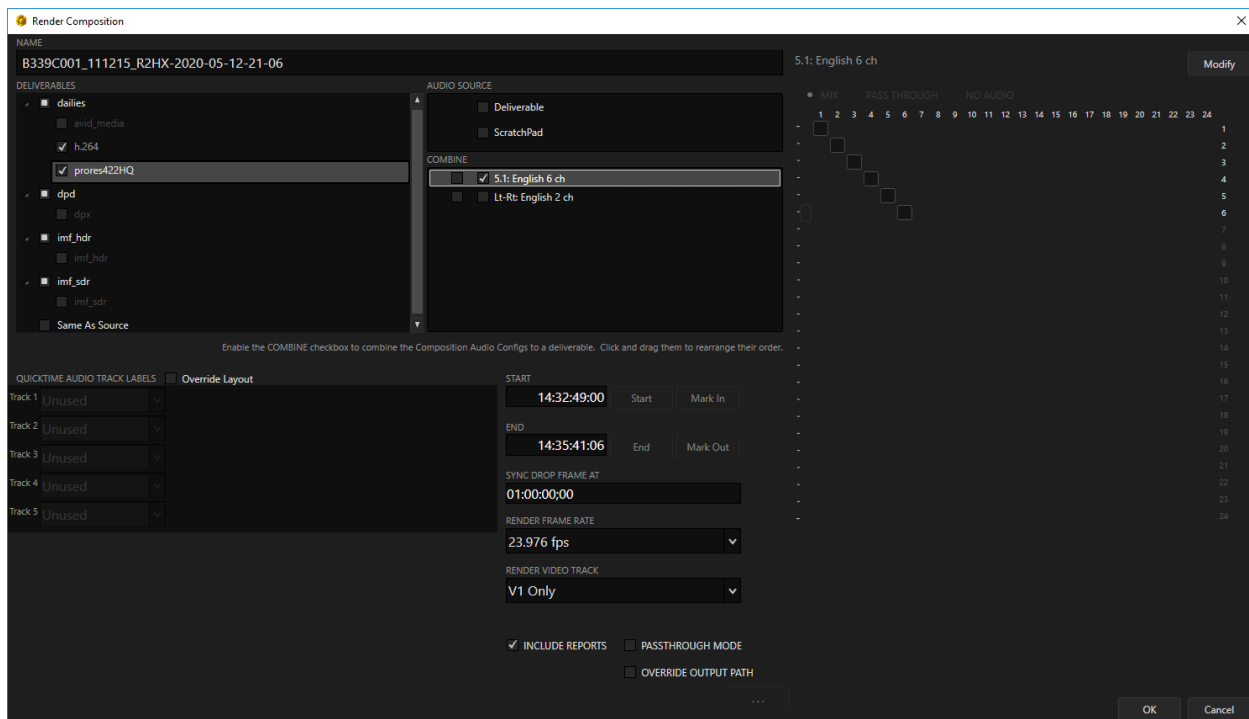 Render Composition
NAME
B339C001_111215_R2HX-2020-05-12-21-06
DELIVERABLES
dailies
avid_media
h.264
prores422HQ
dpd
dpx
imf_hdr
imf_hdr
imf_sdr
imf_sdr
Same As Source
AUDIO SOURCE
Deliverable
ScratchPad
COMBINE
5.1: English 6 ch
Lt-Rt: English 2 ch
Enable the COMBINE checkbox to combine the Composition Audio Configs to a deliverable. Click and drag them to rearrange their order.
QUICKTIME AUDIO TRACK LABELS Override Layout
Track 1 Unused
Track 2 Unused
Track 3 Unused
Track 4 Unused
Track 5 Unused
START
14:32:49:00 Start Mark In
END
14:35:41:06 End Mark Out
SYNC DROP FRAME AT
01:00:00;00
RENDER FRAME RATE
23.976 fps
RENDER VIDEO TRACK
V1 Only
INCLUDE REPORTS PASSTHROUGH MODE
OVERRIDE OUTPUT PATH
...
5.1: English 6 ch Modify
MIX PASS THROUGH NO AUDIO
1 2 3 4 5 6 7 8 9 10 11 12 13 14 15 16 17 18 19 20 21 22 23 24
- 1
- 2
- 3
- 4
- 5
- 6
- 7
- 8
- 9
- 10
- 11
- 12
- 13
- 14
- 15
- 16
- 17
- 18
- 19
- 20
- 21
- 22
- 23
- 24
OK Cancel